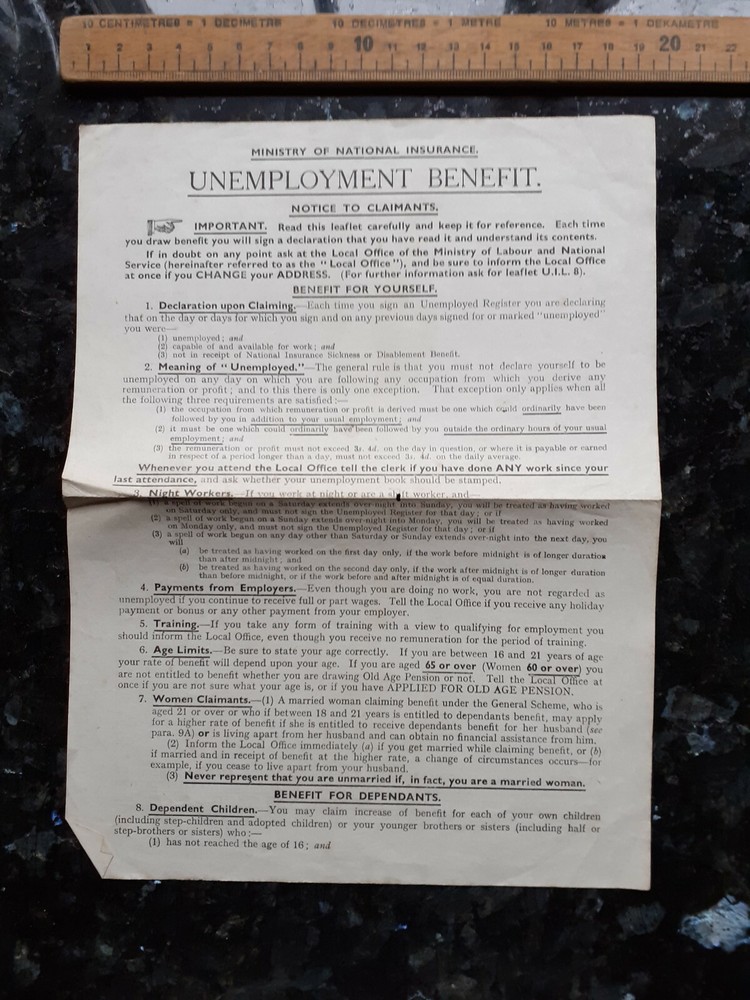 10 CENTIMETRES = 1 DECIMETRE 10 DECIMETRES = 1 METRE 10 METRES = 1 DEKAMETRE
1 2 3 4 5 6 7 8 9 10 11 12 13 14 15 16 17 18 19 20 21 22
MINISTRY OF NATIONAL INSURANCE.
UNEMPLOYMENT BENEFIT.
NOTICE TO CLAIMANTS.
IMPORTANT. Read this leaflet carefully and keep it for reference. Each time
you draw benefit you will sign a declaration that you have read it and understand its contents.
If in doubt on any point ask at the Local Office of the Ministry of Labour and National
Service (hereinafter referred to as the "Local Office"), and be sure to inform the Local Office
at once if you CHANGE your ADDRESS. (For further information ask for leaflet U.I.L. 8).
BENEFIT FOR YOURSELF.
1. Declaration upon Claiming.—Each time you sign an Unemployed Register you are declaring
that on the day or days for which you sign and on any previous days signed for or marked "unemployed"
you were—
(1) unemployed; and
(2) capable of and available for work; and
(3) not in receipt of National Insurance Sickness or Disablement Benefit.
2. Meaning of "Unemployed."—The general rule is that you must not declare yourself to be
unemployed on any day on which you are following any occupation from which you derive any
remuneration or profit; and to this there is only one exception. That exception only applies when all
the following three requirements are satisfied:—
(1) the occupation from which remuneration or profit is derived must be one which could ordinarily have been
followed by you in addition to your usual employment; and
(2) it must be one which could ordinarily have been followed by you outside the ordinary hours of your usual
employment; and
(3) the remuneration or profit must not exceed 3s. 4d. on the day in question, or where it is payable or earned
in respect of a period longer than a day, must not exceed 3s. 4d. on the daily average.
Whenever you attend the Local Office tell the clerk if you have done ANY work since your
last attendance, and ask whether your unemployment book should be stamped.
3. Night Workers.—If you work at night or are a shift worker, and—
(1) a spell of work begun on a Saturday extends over-night into Sunday, you will be treated as having worked
on Saturday only, and must not sign the Unemployed Register for that day; or if
(2) a spell of work begun on a Sunday extends over-night into Monday, you will be treated as having worked
on Monday only, and must not sign the Unemployed Register for that day; or if
(3) a spell of work begun on any day other than Saturday or Sunday extends over-night into the next day, you
will
(a) be treated as having worked on the first day only, if the work before midnight is of longer duration
than after midnight; and
(b) be treated as having worked on the second day only, if the work after midnight is of longer duration
than before midnight, or if the work before and after midnight is of equal duration.
4. Payments from Employers.—Even though you are doing no work, you are not regarded as
unemployed if you continue to receive full or part wages. Tell the Local Office if you receive any holiday
payment or bonus or any other payment from your employer.
5. Training.—If you take any form of training with a view to qualifying for employment you
should inform the Local Office, even though you receive no remuneration for the period of training.
6. Age Limits.—Be sure to state your age correctly. If you are between 16 and 21 years of age
your rate of benefit will depend upon your age. If you are aged 65 or over (Women 60 or over) you
are not entitled to benefit whether you are drawing Old Age Pension or not. Tell the Local Office at
once if you are not sure what your age is, or if you have APPLIED FOR OLD AGE PENSION.
7. Women Claimants.—(1) A married woman claiming benefit under the General Scheme, who is
aged 21 or over or who if between 18 and 21 years is entitled to dependants benefit, may apply
for a higher rate of benefit if she is entitled to receive dependants benefit for her husband (see
para. 9A) or is living apart from her husband and can obtain no financial assistance from him.
(2) Inform the Local Office immediately (a) if you get married while claiming benefit, or (b)
if married and in receipt of benefit at the higher rate, a change of circumstances occurs—for
example, if you cease to live apart from your husband.
(3) Never represent that you are unmarried if, in fact, you are a married woman.
BENEFIT FOR DEPENDANTS.
8. Dependent Children.—You may claim increase of benefit for each of your own children
(including step-children and adopted children) or your younger brothers or sisters (including half or
step-brothers or sisters) who:—
(1) has not reached the age of 16; and